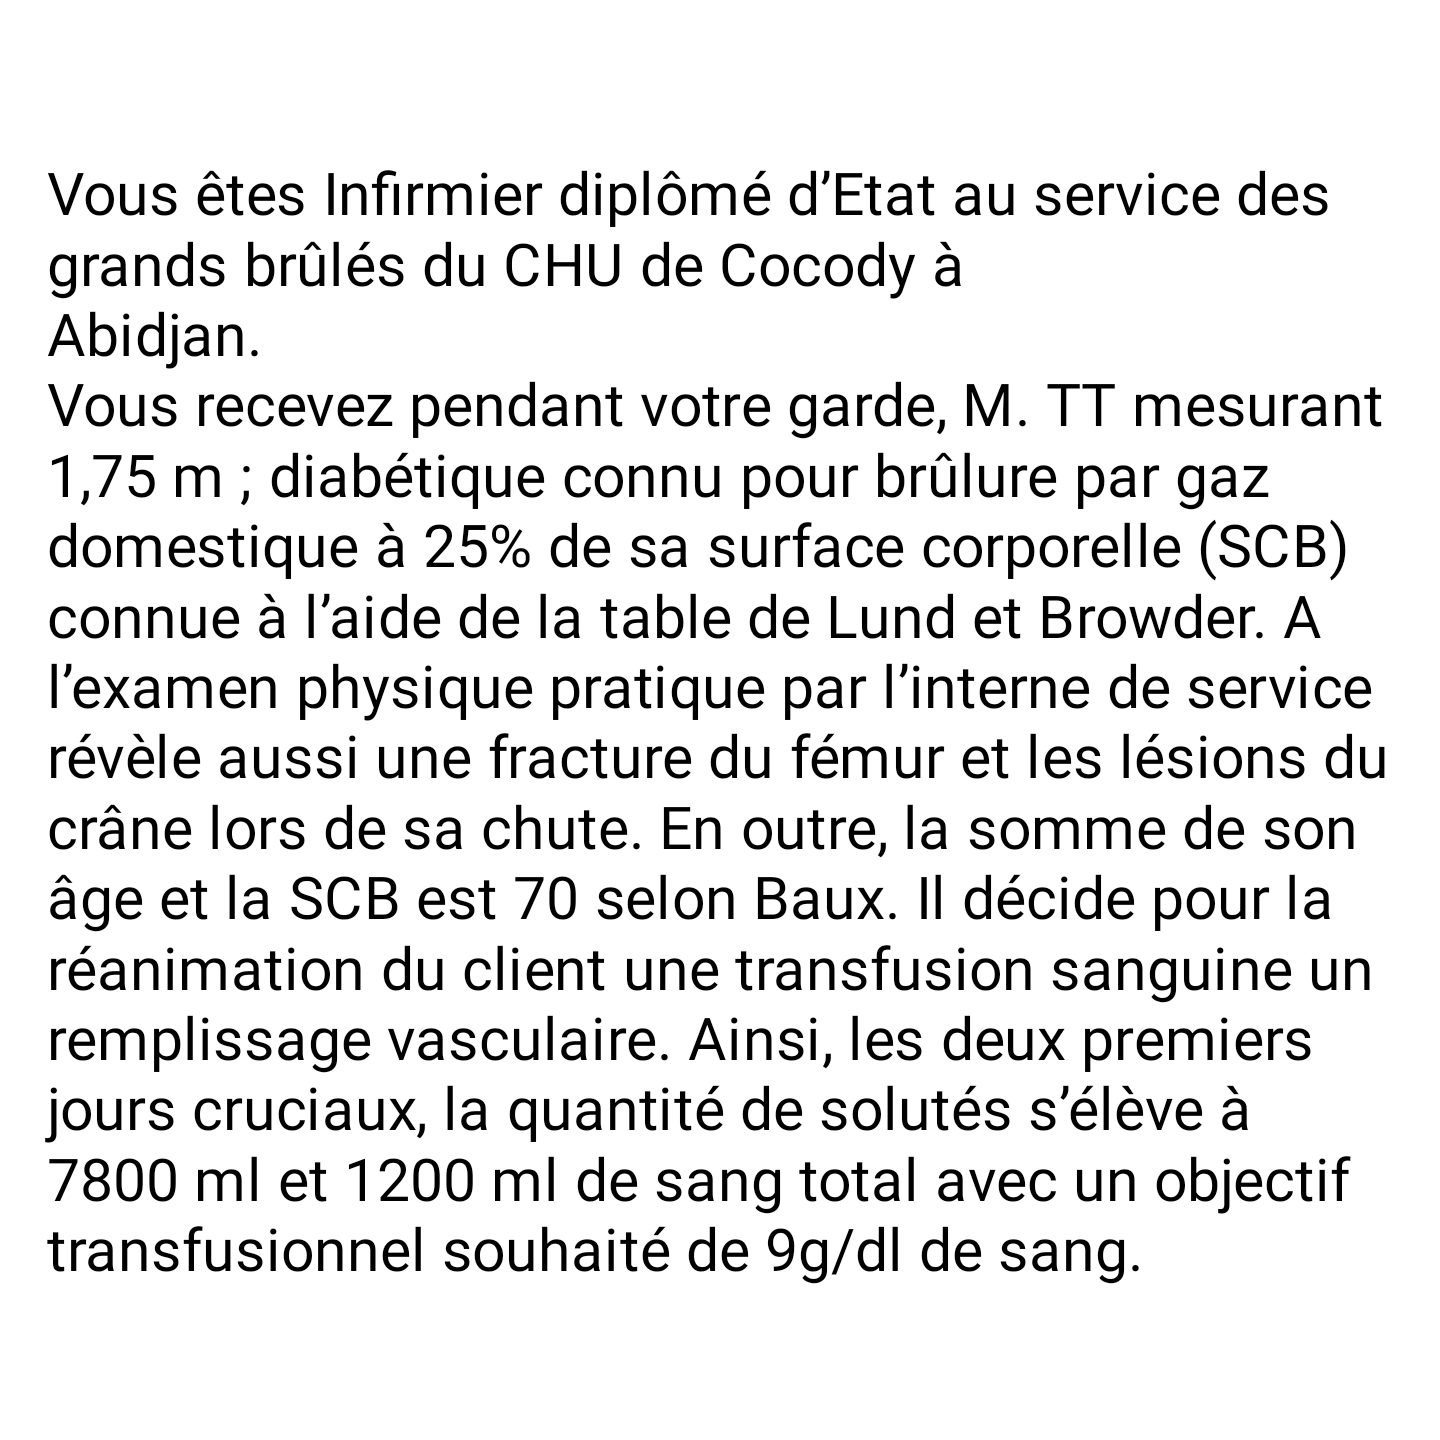 Vous êtes Infirmier diplômé d’Etat au service des
grands brûlés du CHU de Cocody à
Abidjan.
Vous recevez pendant votre garde, M. TT mesurant
1,75 m ; diabétique connu pour brûlure par gaz
domestique à 25% de sa surface corporelle (SCB)
connue à l’aide de la table de Lund et Browder. A
l’examen physique pratique par l’interne de service
révèle aussi une fracture du fémur et les lésions du
crâne lors de sa chute. En outre, la somme de son
âge et la SCB est 70 selon Baux. Il décide pour la
réanimation du client une transfusion sanguine un
remplissage vasculaire. Ainsi, les deux premiers
jours cruciaux, la quantité de solutés s’élève à
7800 ml et 1200 ml de sang total avec un objectif
transfusionnel souhaité de 9g/dl de sang.